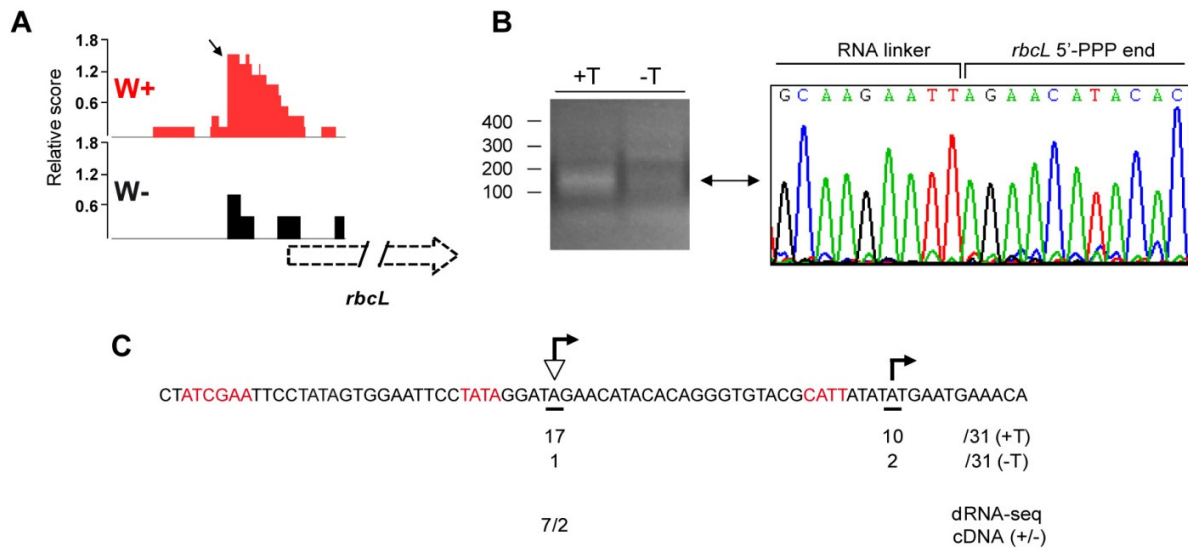 A
1.8
1.2
0.6
W+
Relative score
1.8
1.2
0.6
W-
rbcL
B
+T -T
400
300
200
100
RNA linker rbcL 5'-PPP end
G C A A G A A T T A G A A C A T A C A C
C
CTATCGAATTCCTATAGTGGAATTCCTATAGGATAGAACATACACAGGGTGTACGCATTATATATGAATGAAACA
17 10 /31 (+T)
1 2 /31 (-T)
7/2 dRNA-seq
cDNA (+/-)